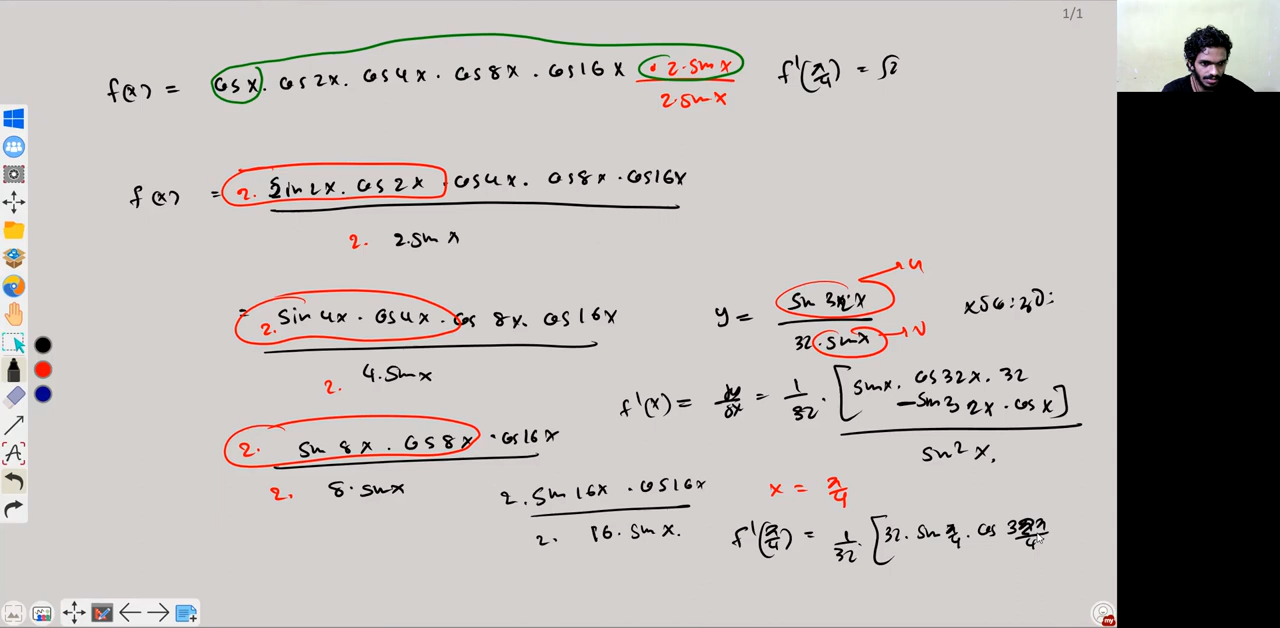 1/1
f(x) = cos x . cos 2x . cos 4x . cos 8x . cos 16x . 2 . sin x / 2 sin x    f'(π/4) = √2
f(x) = 2 . sin 2x . cos 2x . cos 4x . cos 8x . cos 16x
2 . 2 . sin x
= 2 . sin 4x . cos 4x . cos 8x . cos 16x
2 . 4 . sin x
2 . sin 8x . cos 8x . cos 16x
2 . 8 . sin x
2 . sin 16x . cos 16x
2 . 16 . sin x .
y = sin 32x / 32 . sin x
u
v
f'(x) = dy/dx = 1/32 . [sin x . cos 32x . 32
- sin 32x . cos x]
sin² x,
x = π/4
f'(π/4) = 1/32 . [32 . sin π/4 . cos 32π/4